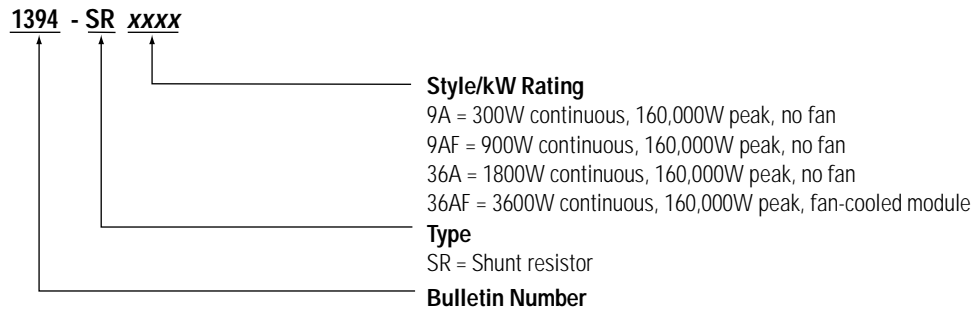 1394 - SR xxxx
Style/kW Rating
9A = 300W continuous, 160,000W peak, no fan
9AF = 900W continuous, 160,000W peak, no fan
36A = 1800W continuous, 160,000W peak, no fan
36AF = 3600W continuous, 160,000W peak, fan-cooled module
Type
SR = Shunt resistor
Bulletin Number